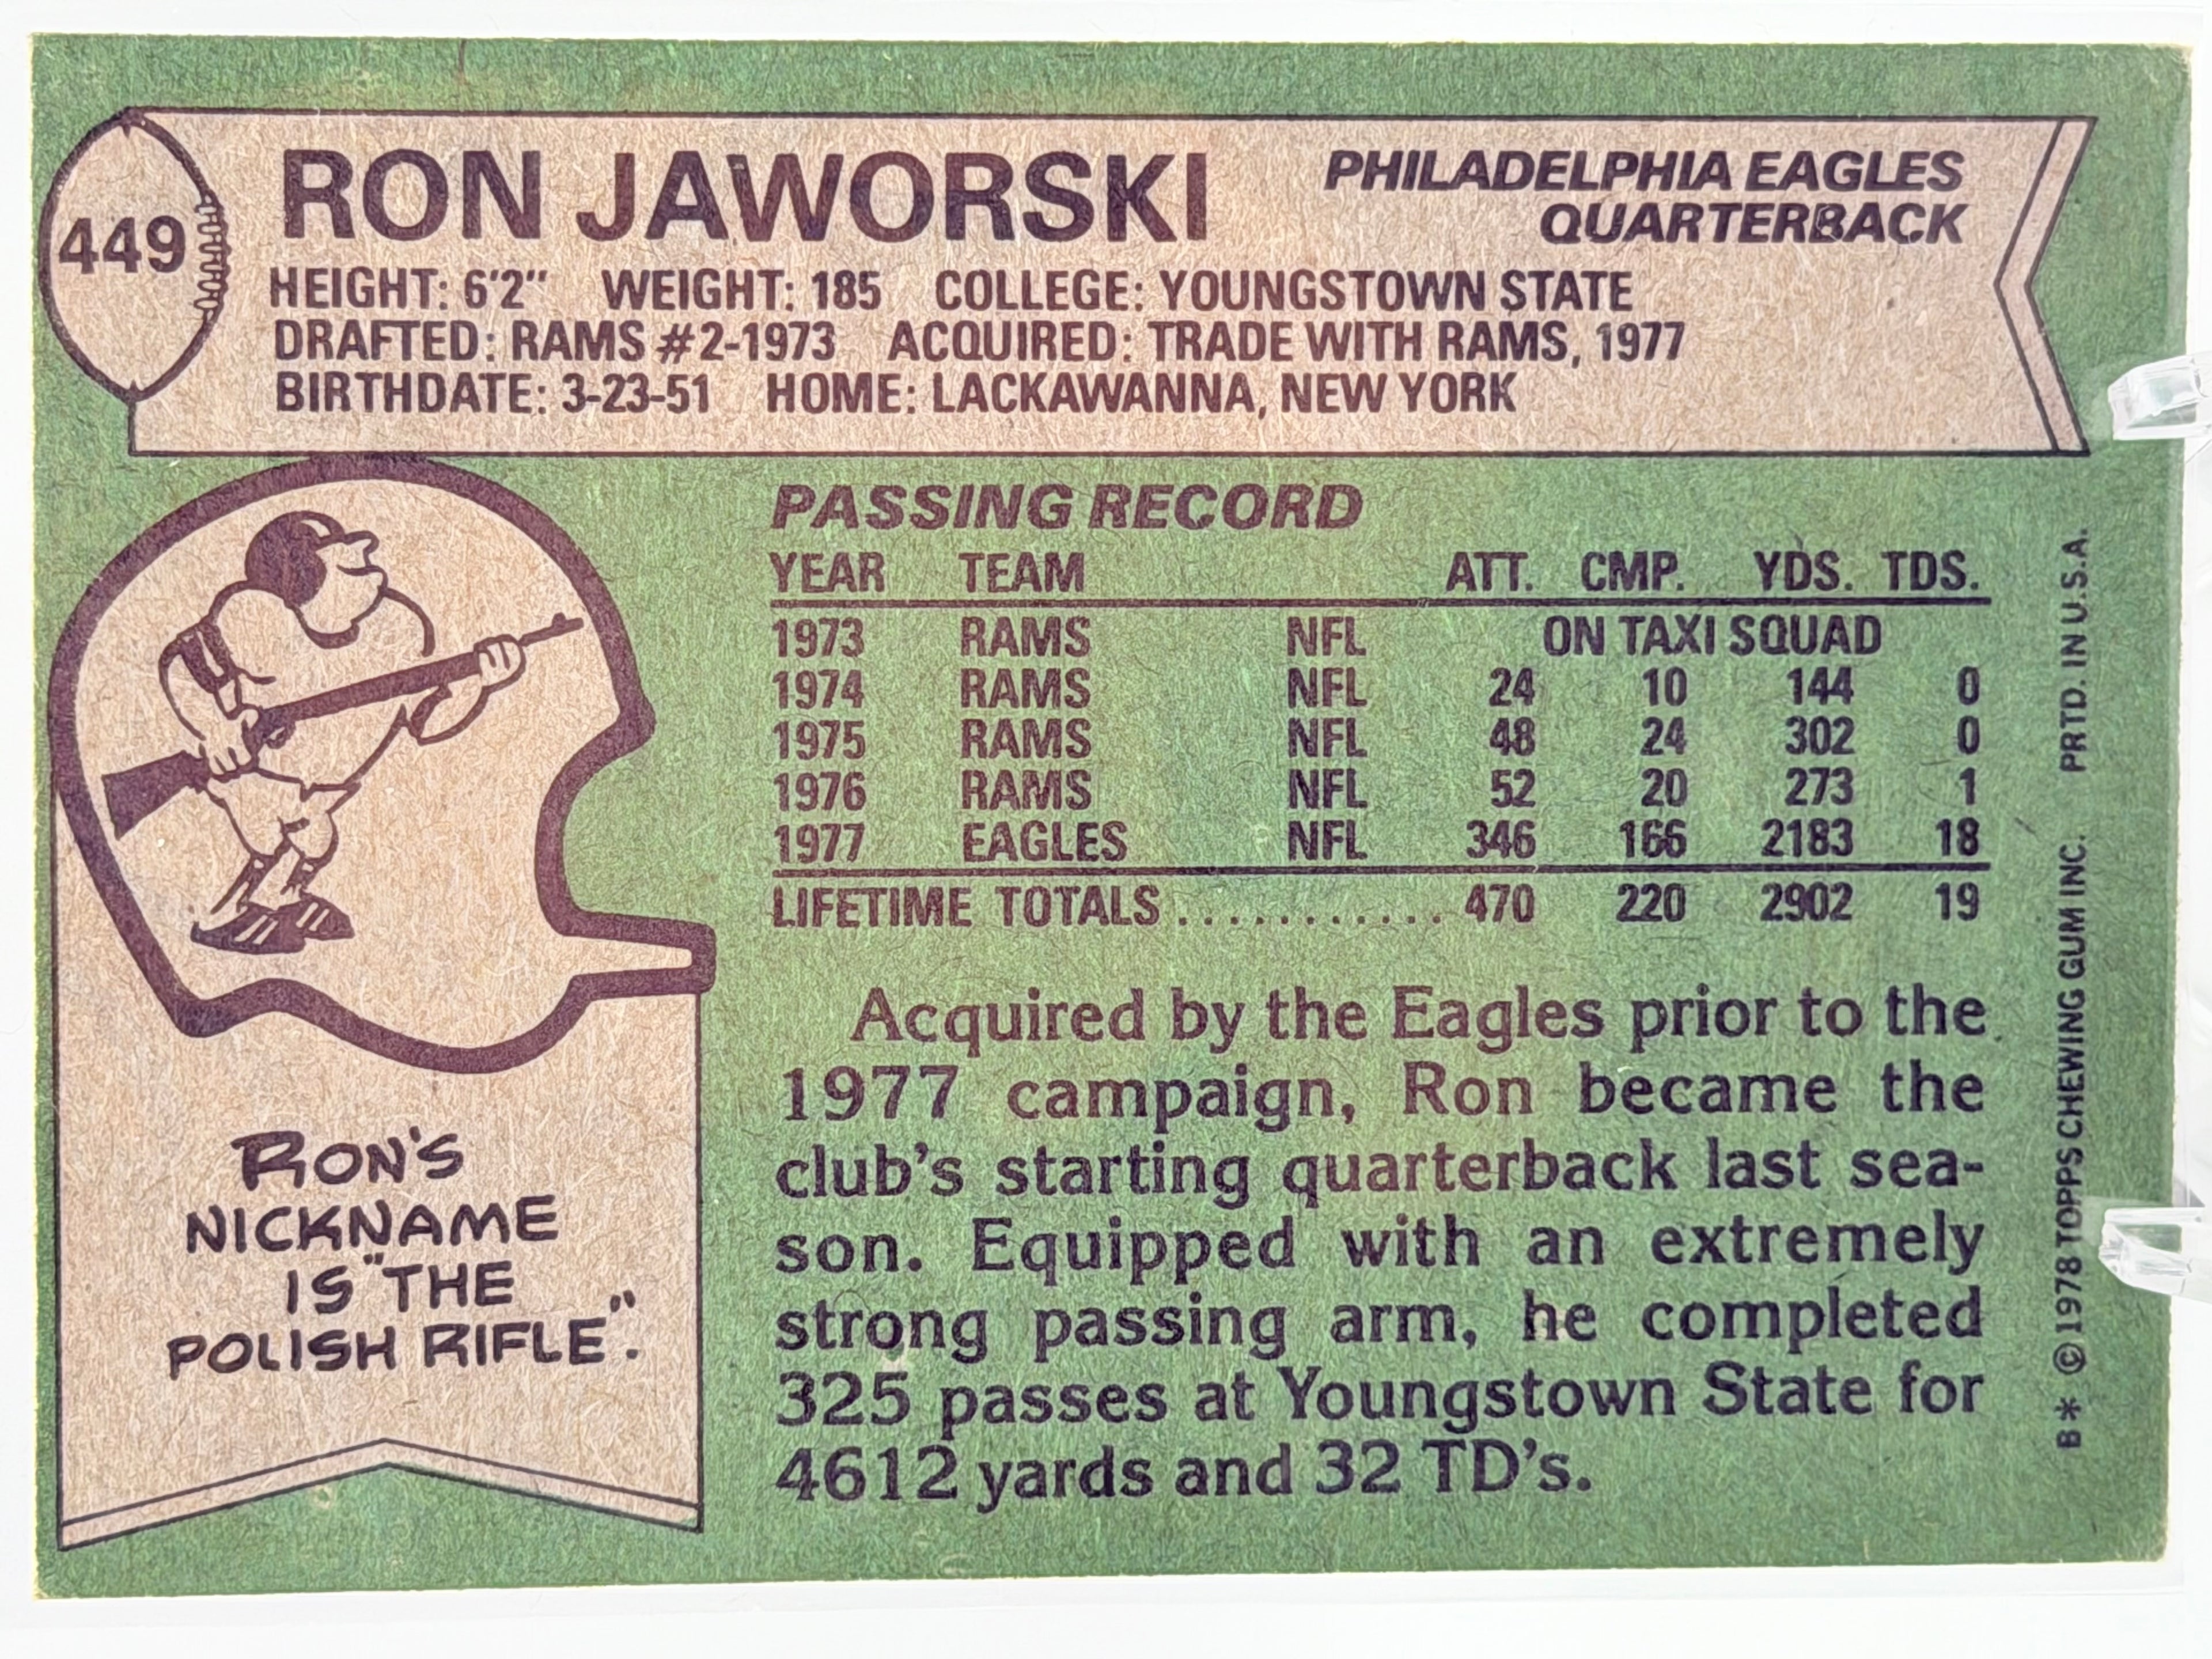 449
RON JAWORSKI
PHILADELPHIA EAGLES
QUARTERBACK
HEIGHT: 6'2" WEIGHT: 185 COLLEGE: YOUNGSTOWN STATE
DRAFTED: RAMS #2-1973 ACQUIRED: TRADE WITH RAMS, 1977
BIRTHDATE: 3-23-51 HOME: LACKAWANNA, NEW YORK
PASSING RECORD
YEAR TEAM ATT. CMP. YDS. TDS.
1973 RAMS NFL ON TAXI SQUAD
1974 RAMS NFL 24 10 144 0
1975 RAMS NFL 48 24 302 0
1976 RAMS NFL 52 20 273 1
1977 EAGLES NFL 346 166 2183 18
LIFETIME TOTALS........... 470 220 2902 19
Acquired by the Eagles prior to the
1977 campaign, Ron became the
club's starting quarterback last sea-
son. Equipped with an extremely
strong passing arm, he completed
325 passes at Youngstown State for
4612 yards and 32 TD's.
RON'S
NICKNAME
IS "THE
POLISH RIFLE".
B* © 1978 TOPPS CHEWING GUM INC. PRTD. IN U.S.A.